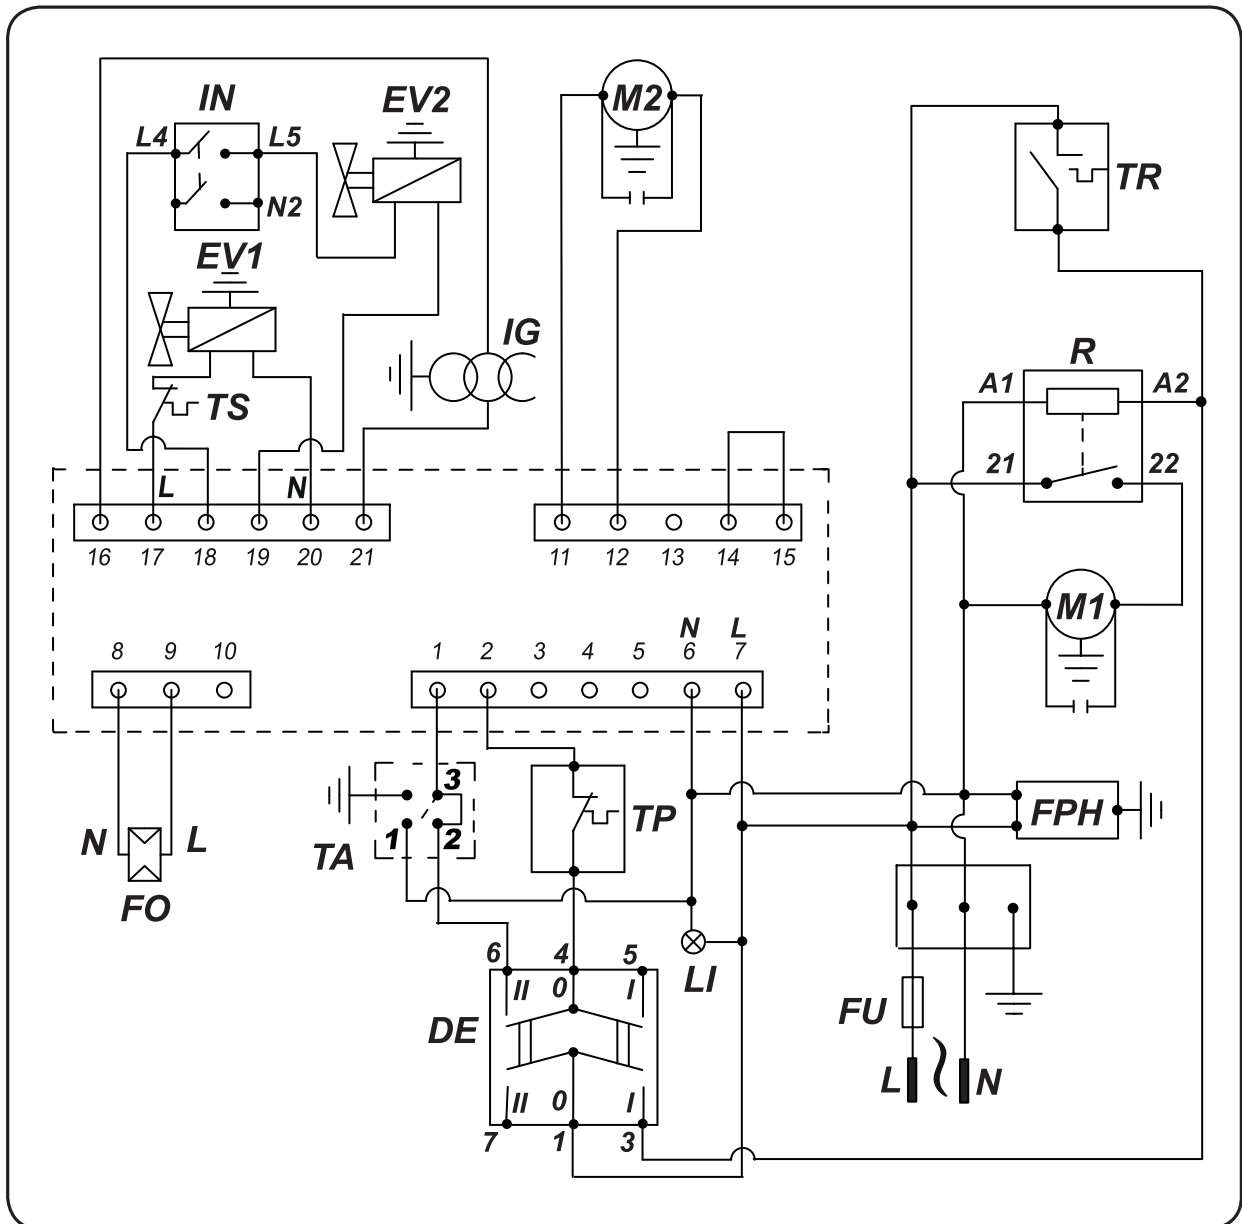 IN
EV2
M2
L4
L5
TR
N2
EV1
IG
R
A1
A2
TS
21
22
L
N
16 17 18 19 20 21
11 12 13 14 15
M1
N
L
8 9 10
1 2 3 4 5 6 7
3
TP
FPH
N
L
1
2
TA
FO
6
4
5
LI
II
0
I
FU
DE
L
N
II
0
I
7
1
3